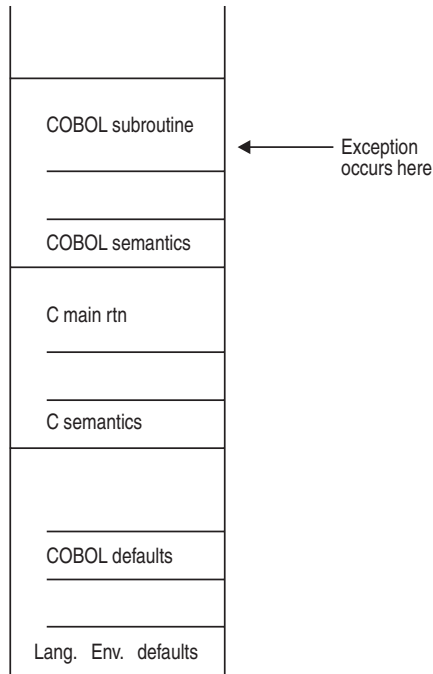 COBOL subroutine
Exception
occurs here
COBOL semantics
C main rtn
C semantics
COBOL defaults
Lang. Env. defaults